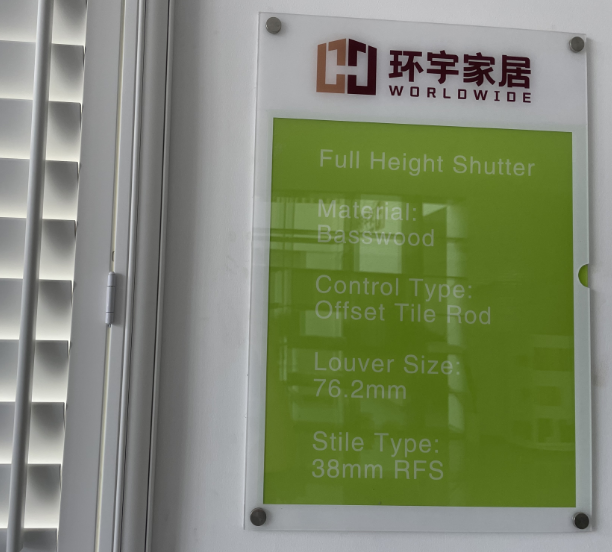 环宇家居
WORLDWIDE
Full Height Shutter
Material:
Basswood
Control Type:
Offset Tile Rod
Louver Size:
76.2mm
Stile Type:
38mm RFS